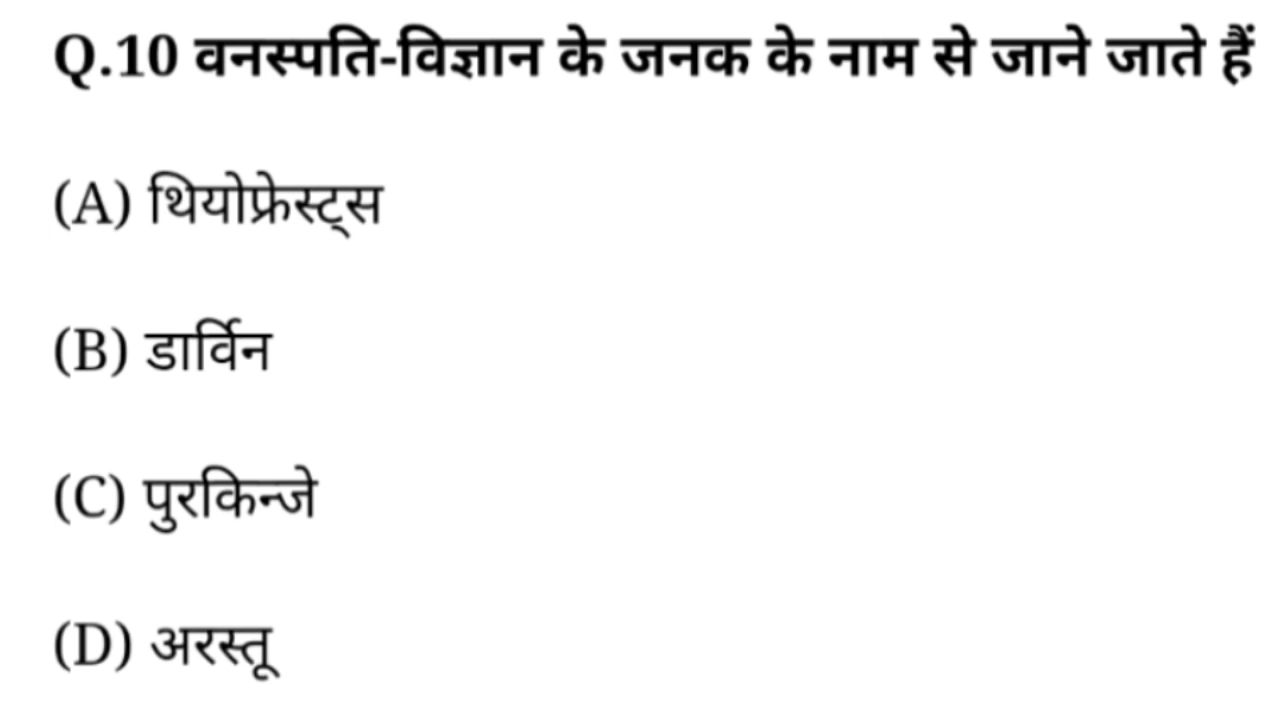 Q.10 वनस्पति-विज्ञान के जनक के नाम से जाने जाते हैं
(A) थियोफ्रेस्ट्स
(B) डार्विन
(C) पुरकिन्जे
(D) अरस्तू